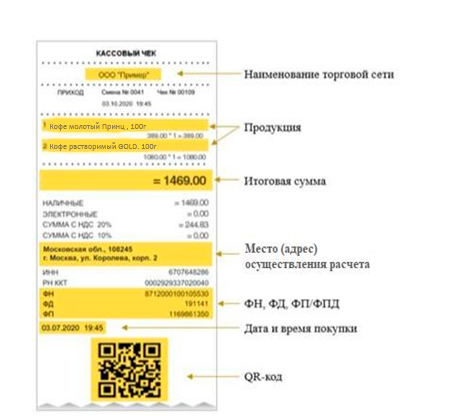 КАССОВЫЙ ЧЕК
ООО "Пример"
Наименование торговой сети
ПРИХОД Смена № 0041 Чек № 00109
03.10.2020 19:45
1 Кофе молотый Принц , 100г
389.00 * 1 = 389.00
Продукция
2 Кофе растворимый GOLD. 100г
1080.00 * 1 = 1080.00
= 1469.00
Итоговая сумма
НАЛИЧНЫЕ = 1469.00
ЭЛЕКТРОННЫЕ = 0.00
СУММА С НДС 20% = 244.83
СУММА С НДС 10% = 0.00
Московская обл., 108245
г. Москва, ул. Королева, корп. 2
Место (адрес)
осуществления расчета
ИНН 6707648286
РН ККТ 0002929337020040
ФН 8712000100105530
ФД 191141
ФП 1169861350
ФН, ФД, ФП/ФПД
03.07.2020 19:45
Дата и время покупки
QR-код